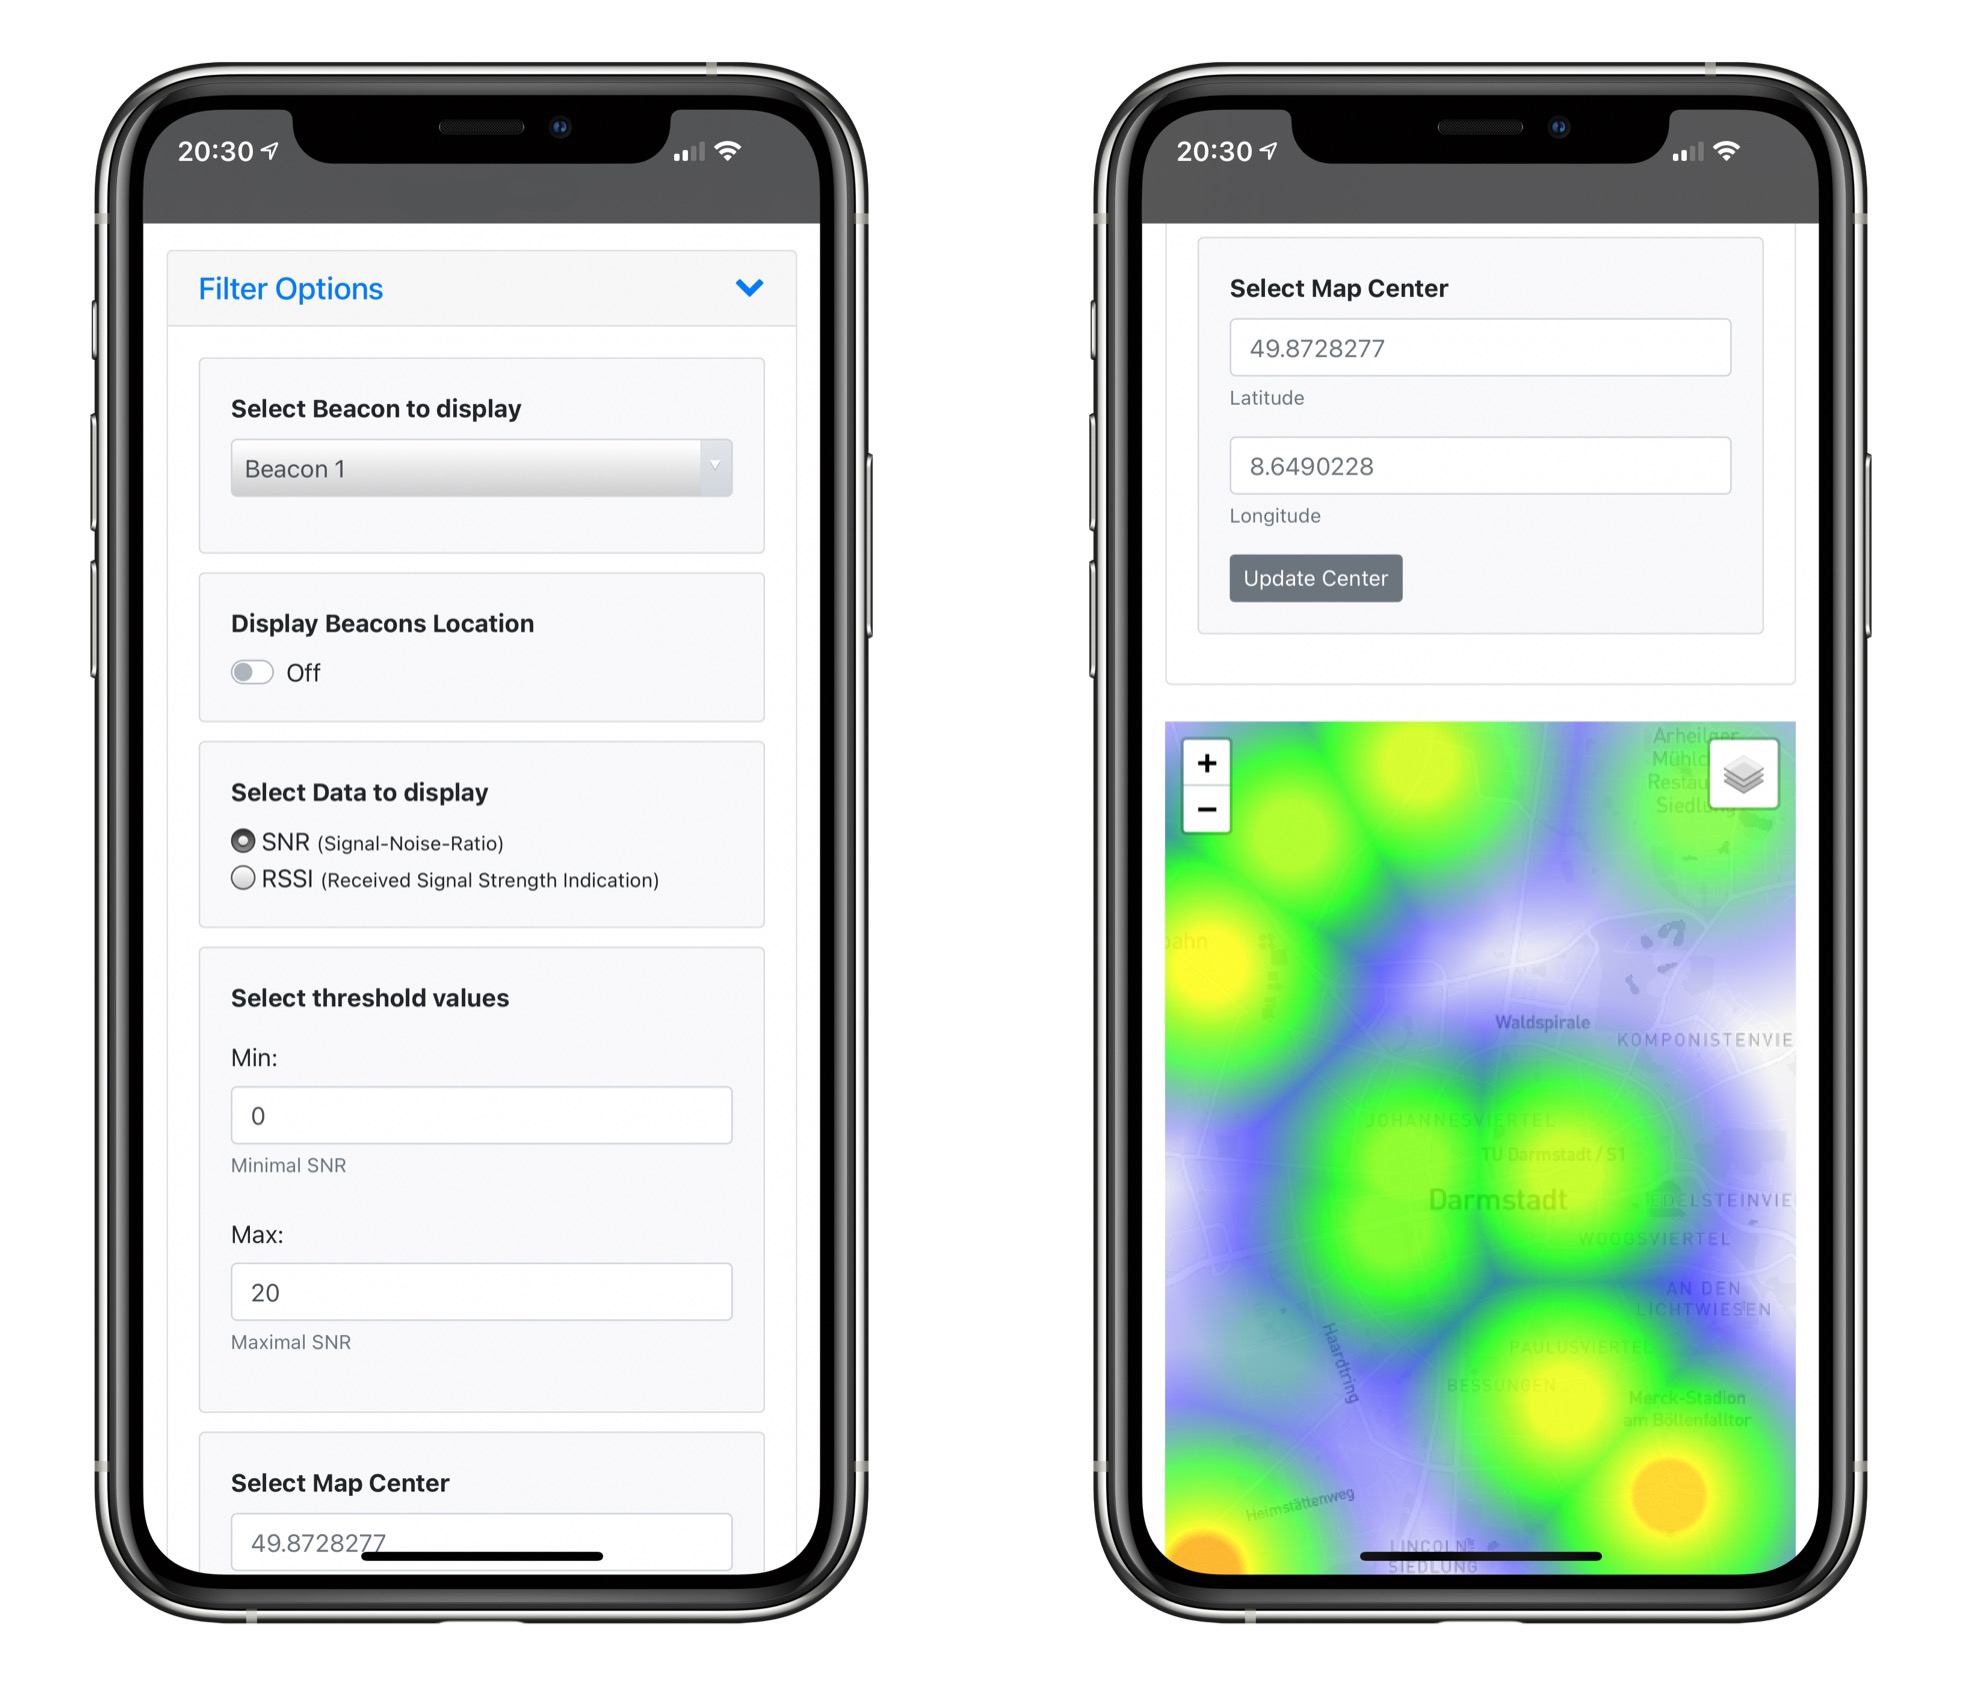 20:30
Filter Options
Select Beacon to display
Beacon 1
Display Beacons Location
Off
Select Data to display
SNR (Signal-Noise-Ratio)
RSSI (Received Signal Strength Indication)
Select threshold values
Min:
0
Minimal SNR
Max:
20
Maximal SNR
Select Map Center
49.8728277
20:30
Select Map Center
49.8728277
Latitude
8.6490228
Longitude
Update Center
+
−
Arheilger
Siedlung
bahn
Waldspirale
KOMPONISTENVIE
JOHANNESVIERTEL
TU Darmstadt / S1
Darmstadt
EDELSTEINVIE
WOOGSVIERTEL
AN DEN
LICHTWIESEN
Haardtring
PAULUSVIERTEL
BESSUNGEN
Merck-Stadion
am Böllenfalltor
Heimstättenweg
LINCOLN
SIEDLUNG